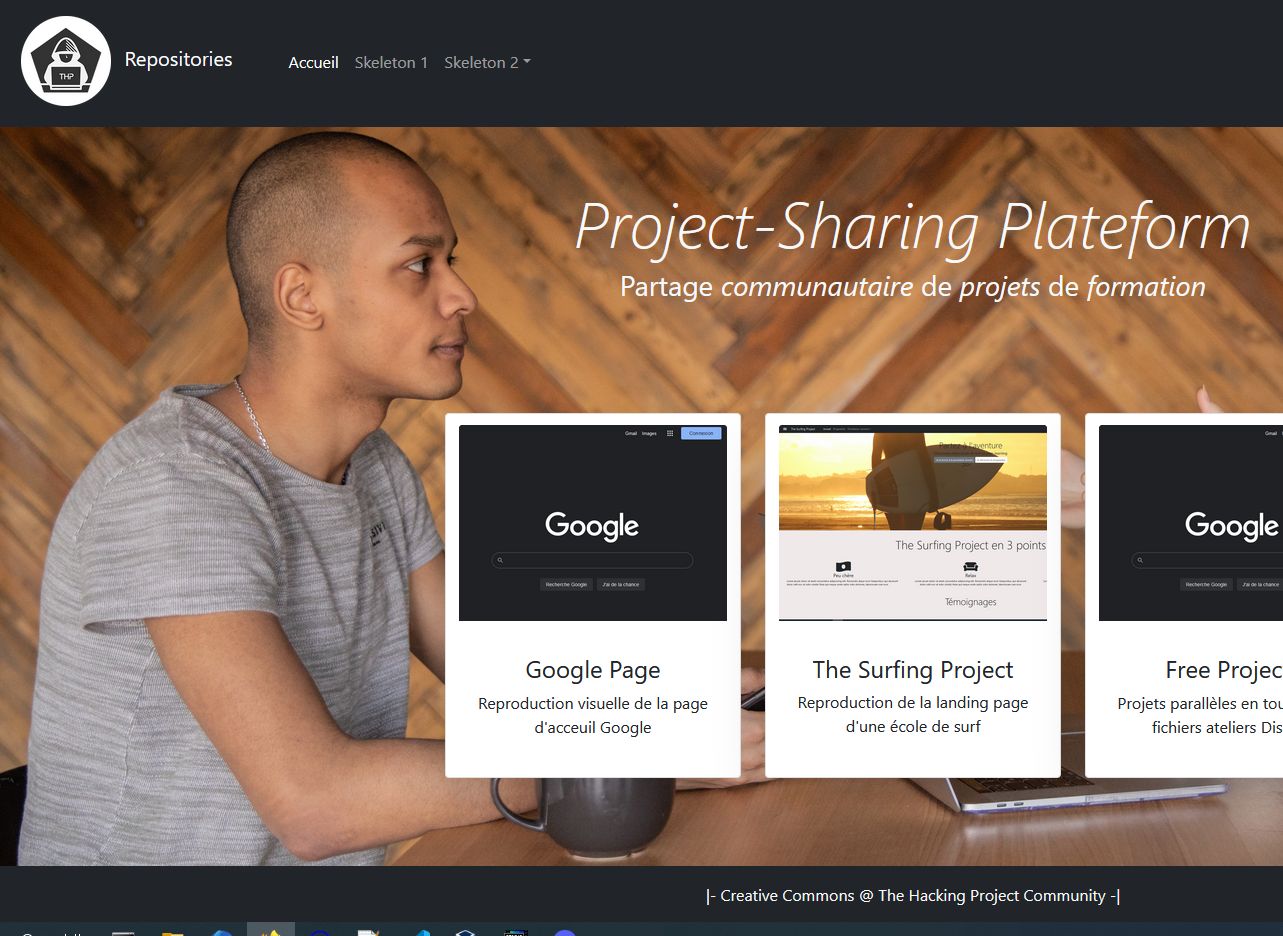 THP
Repositories
Accueil
Skeleton 1
Skeleton 2
Project-Sharing Plateform
Partage communautaire de projets de formation
Gmail Images
Connexion
Google
Recherche Google
J'ai de la chance
Google Page
Reproduction visuelle de la page
d'acceuil Google
The Surfing Project
Partez à l'aventure
The Surfing Project en 3 points
Peu chère
Relax
Témoignages
The Surfing Project
Reproduction de la landing page
d'une école de surf
Gmail
Google
Recherche Google
J'ai de la chance
Free Projec
Projets parallèles en tou
fichiers ateliers Dis
|- Creative Commons @ The Hacking Project Community -|